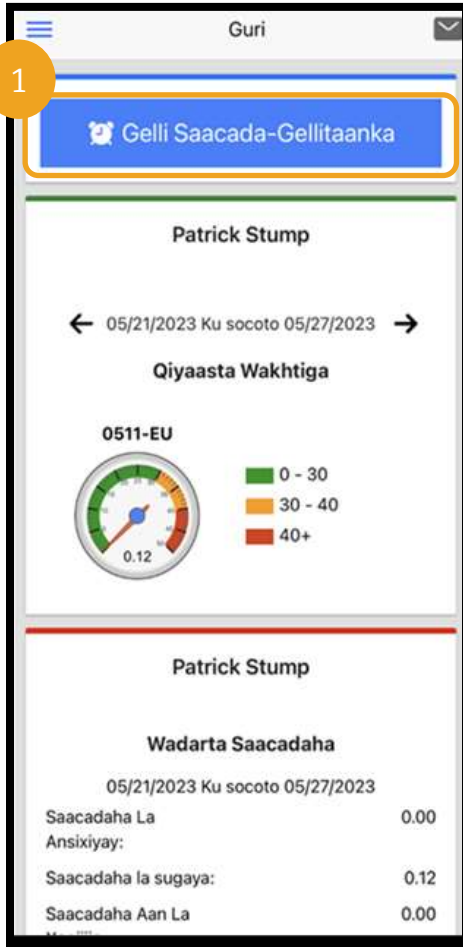 Guri
1
Gelli Saacada-Gellitaanka
Patrick Stump
← 05/21/2023 Ku socoto 05/27/2023 →
Qiyaasta Wakhtiga
0511-EU
0 - 30
30 - 40
40+
0.12
Patrick Stump
Wadarta Saacadaha
05/21/2023 Ku socoto 05/27/2023
Saacadaha La 0.00
Ansixiyay:
Saacadaha la sugaya: 0.12
Saacadaha Aan La 0.00